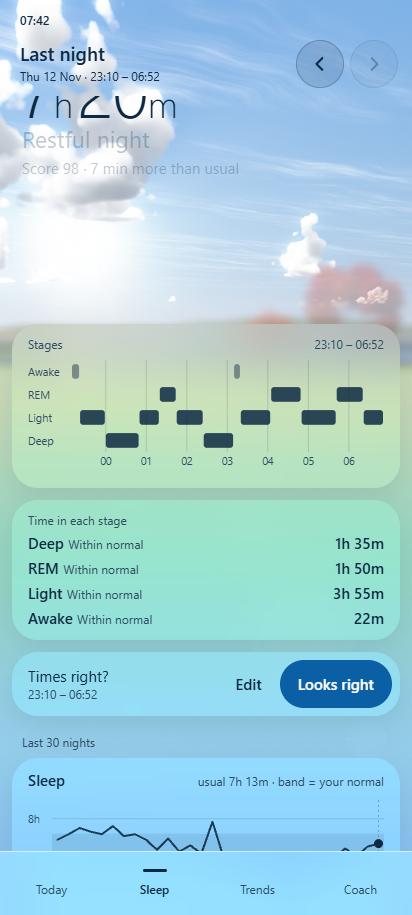 07:42
Last night
Thu 12 Nov · 23:10 – 06:52
7 h 20 m
Restful night
Score 98 · 7 min more than usual
Stages 23:10 – 06:52
Awake
REM
Light
Deep
00 01 02 03 04 05 06
Time in each stage
Deep Within normal 1h 35m
REM Within normal 1h 50m
Light Within normal 3h 55m
Awake Within normal 22m
Times right?
23:10 – 06:52
Edit
Looks right
Last 30 nights
Sleep usual 7h 13m · band = your normal
8h
Today Sleep Trends Coach